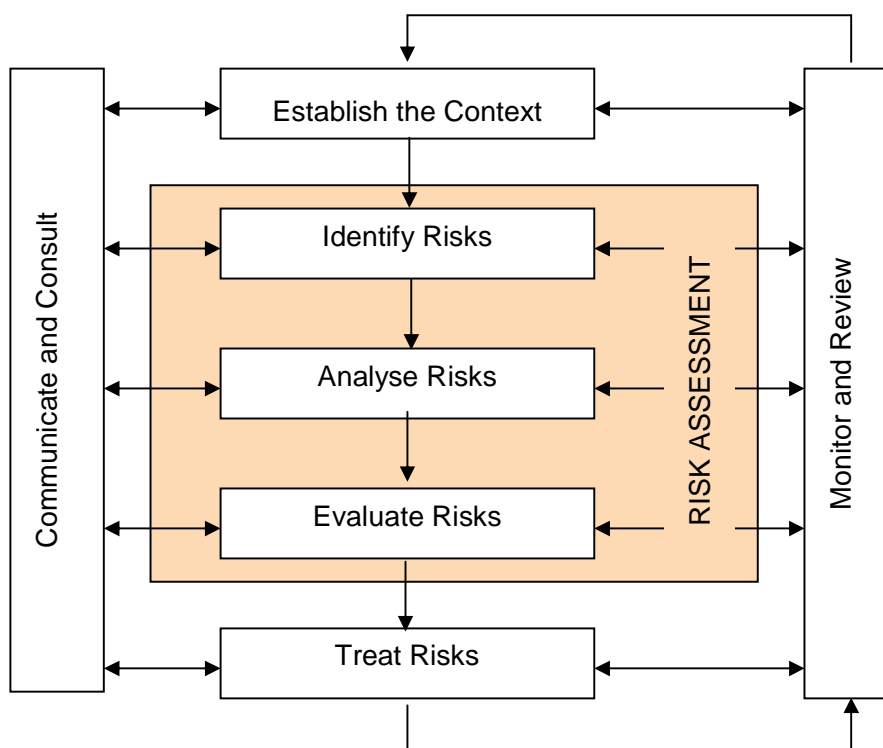 Establish the Context
Communicate and Consult
Identify Risks
Analyse Risks
Evaluate Risks
RISK ASSESSMENT
Monitor and Review
Treat Risks